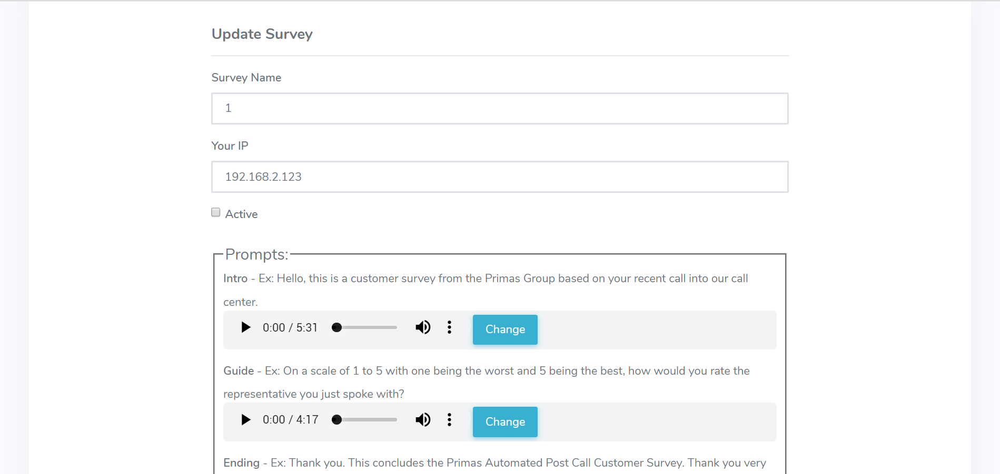 Update Survey
Survey Name
1
Your IP
192.168.2.123
Active
Prompts:
Intro - Ex: Hello, this is a customer survey from the Primas Group based on your recent call into our call
center.
0:00 / 5:31
Change
Guide - Ex: On a scale of 1 to 5 with one being the worst and 5 being the best, how would you rate the
representative you just spoke with?
0:00 / 4:17
Change
Ending - Ex: Thank you. This concludes the Primas Automated Post Call Customer Survey. Thank you very